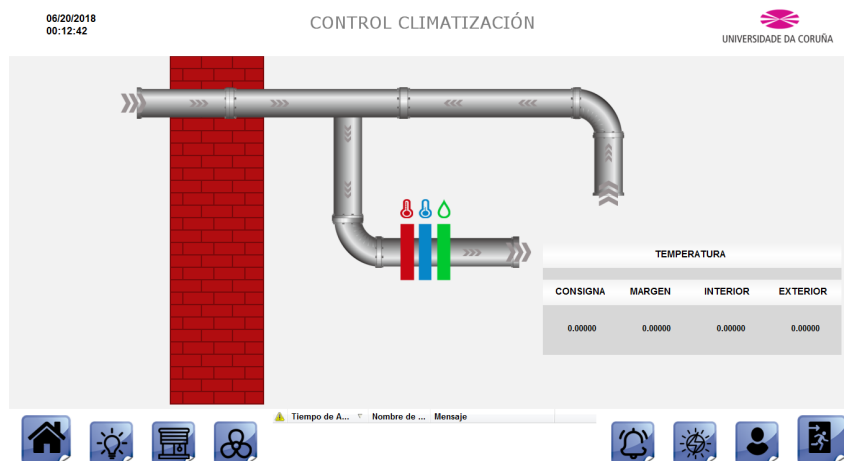 06/20/2018
00:12:42
CONTROL CLIMATIZACIÓN
UNIVERSIDADE DA CORUÑA
TEMPERATURA
CONSIGNA MARGEN INTERIOR EXTERIOR
0.00000 0.00000 0.00000 0.00000
Tiempo de A... Nombre de ... Mensaje